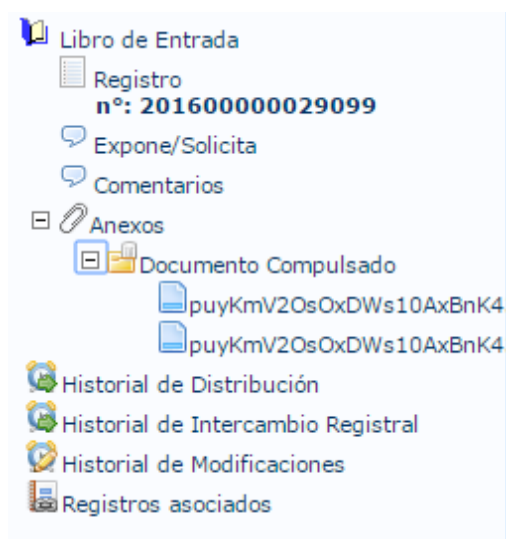 Libro de Entrada
Registro
nº: 201600000029099
Expone/Solicita
Comentarios
Anexos
Documento Compulsado
puyKmV2OsOxDWs10AxBnK4
puyKmV2OsOxDWs10AxBnK4
Historial de Distribución
Historial de Intercambio Registral
Historial de Modificaciones
Registros asociados